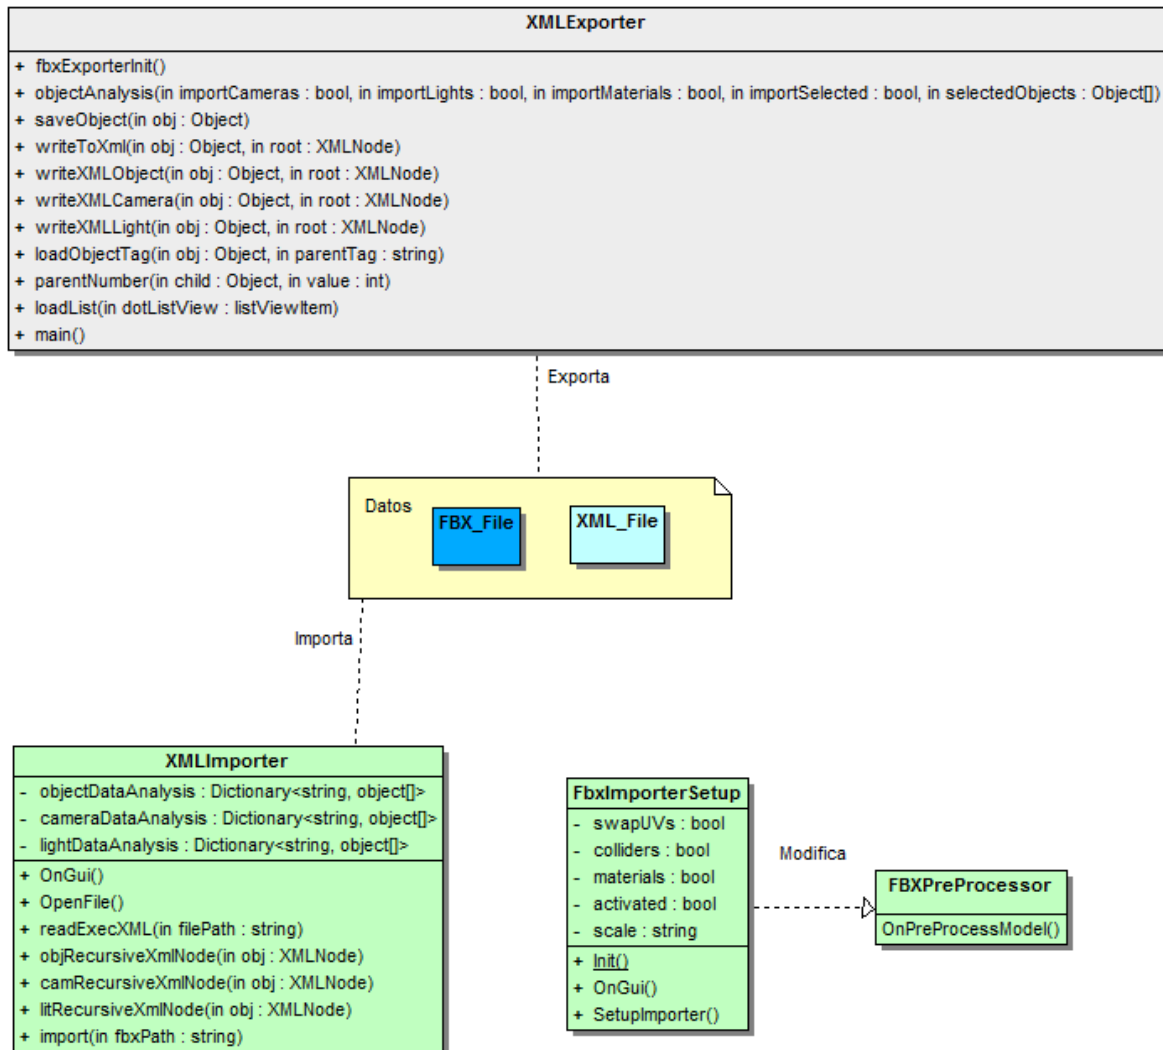 XMLExporter
+ fbxExporterInit()
+ objectAnalysis(in importCameras : bool, in importLights : bool, in importMaterials : bool, in importSelected : bool, in selectedObjects : Object[])
+ saveObject(in obj : Object)
+ writeToXml(in obj : Object, in root : XMLNode)
+ writeXMLObject(in obj : Object, in root : XMLNode)
+ writeXMLCamera(in obj : Object, in root : XMLNode)
+ writeXMLLight(in obj : Object, in root : XMLNode)
+ loadObjectTag(in obj : Object, in parentTag : string)
+ parentNumber(in child : Object, in value : int)
+ loadList(in dotListView : listViewItem)
+ main()
Exporta
Datos
FBX_File
XML_File
Importa
XMLImporter
- objectDataAnalysis : Dictionary<string, object[]>
- cameraDataAnalysis : Dictionary<string, object[]>
- lightDataAnalysis : Dictionary<string, object[]>
+ OnGui()
+ OpenFile()
+ readExecXML(in filePath : string)
+ objRecursiveXmlNode(in obj : XMLNode)
+ camRecursiveXmlNode(in obj : XMLNode)
+ litRecursiveXmlNode(in obj : XMLNode)
+ import(in fbxPath : string)
FbxImporterSetup
- swapUVs : bool
- colliders : bool
- materials : bool
- activated : bool
- scale : string
+ Init()
+ OnGui()
+ SetupImporter()
Modifica
FBXPreProcessor
OnPreProcessModel()